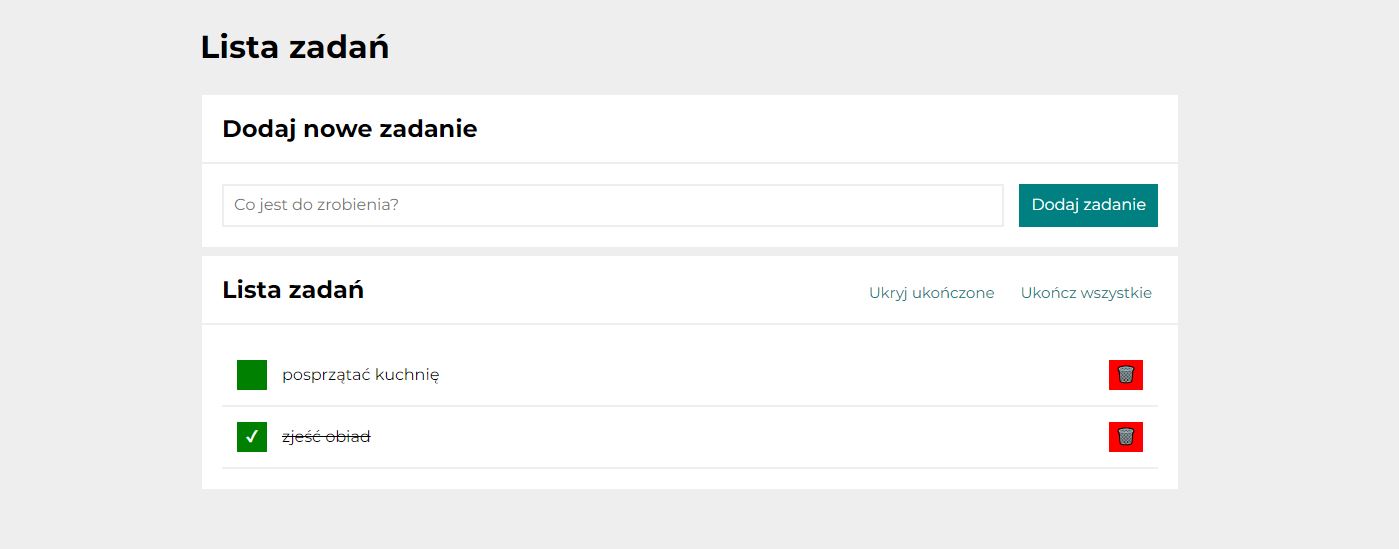 Lista zadań
Dodaj nowe zadanie
Co jest do zrobienia?
Dodaj zadanie
Lista zadań
Ukryj ukończone
Ukończ wszystkie
posprzątać kuchnię
zjeść obiad